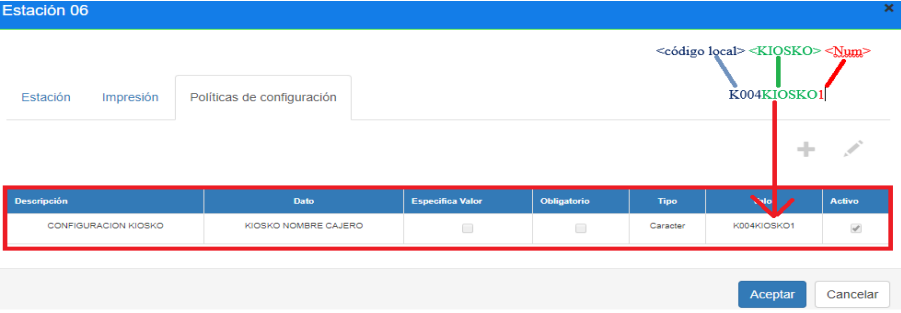 Estación 06 ×
<código local> <KIOSKO> <Num>
Estación Impresión Políticas de configuración
K004KIOSKO1
Descripción Dato Especifica Valor Obligatorio Tipo Activo
CONFIGURACION KIOSKO KIOSKO NOMBRE CAJERO Caracter K004KIOSKO1
Aceptar Cancelar